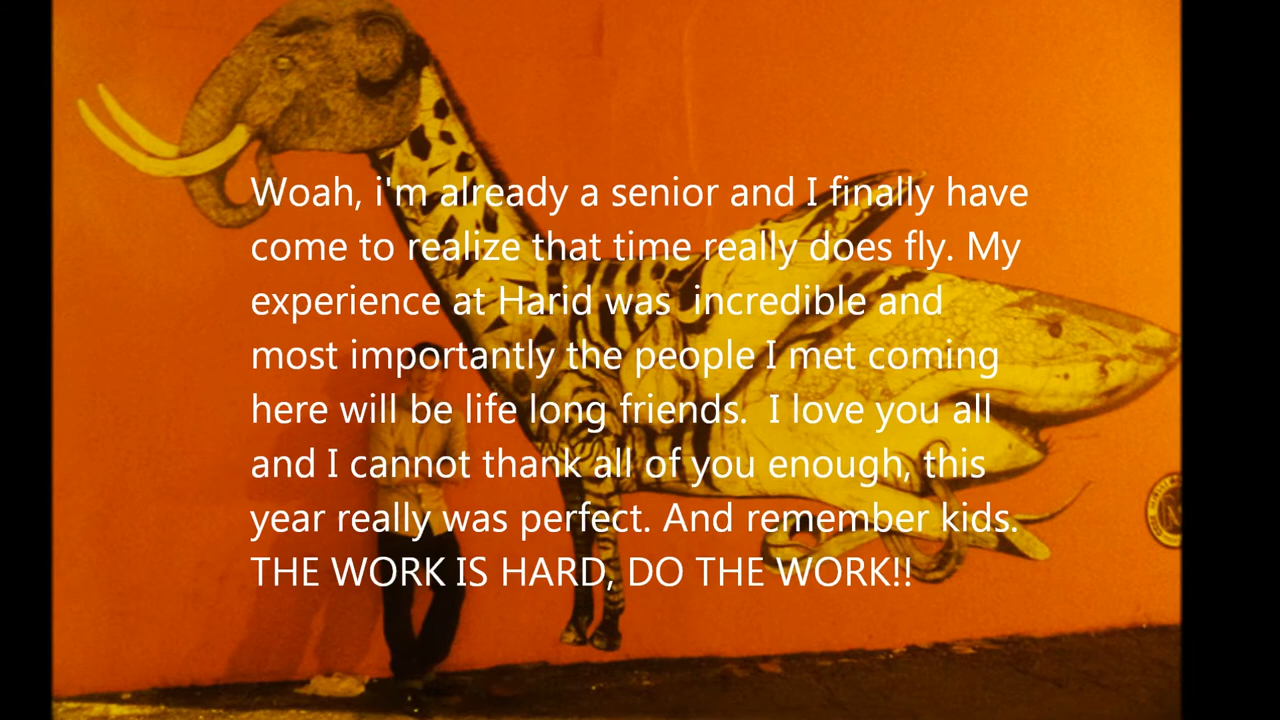 Woah, i'm already a senior and I finally have
come to realize that time really does fly. My
experience at Harid was  incredible and
most importantly the people I met coming
here will be life long friends.  I love you all
and I cannot thank all of you enough, this
year really was perfect. And remember kids.
THE WORK IS HARD, DO THE WORK!!